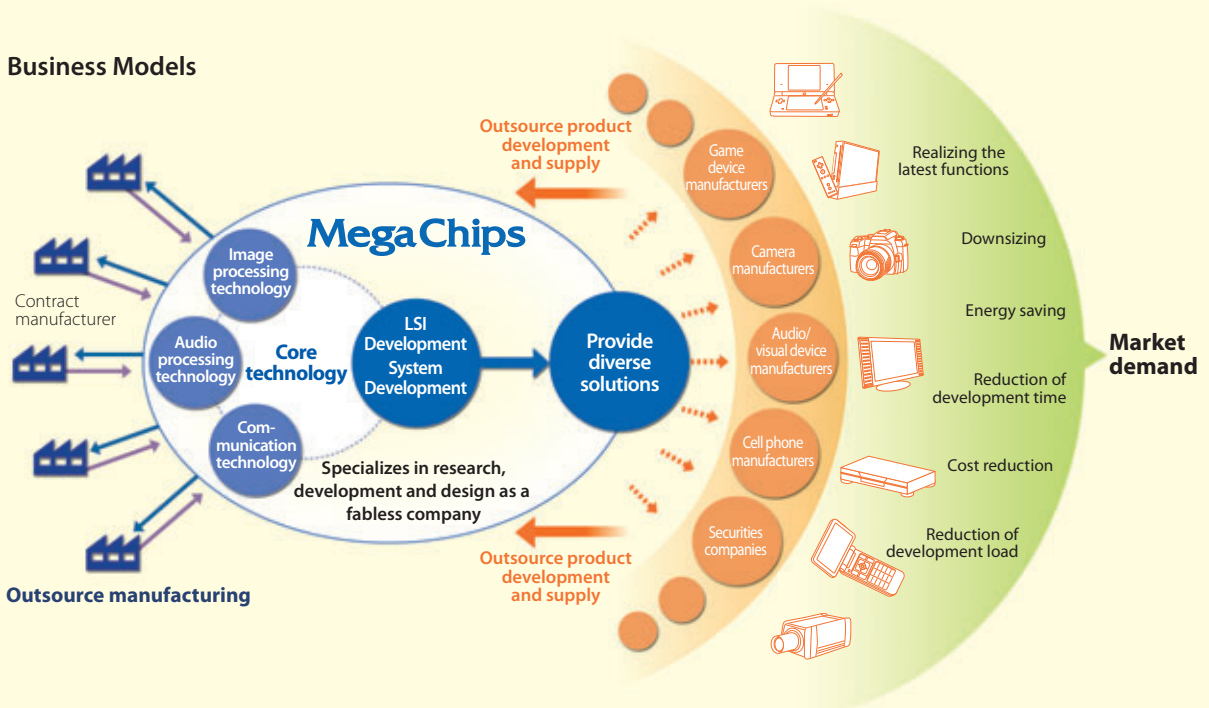 Business Models
Outsource product
development
and supply
MegaChips
Image
processing
technology
Contract
manufacturer
Audio
processing
technology
Core
technology
Com-
munication
technology
LSI
Development
System
Development
Provide
diverse
solutions
Specializes in research,
development and design as a
fabless company
Outsource manufacturing
Outsource product
development
and supply
Game
device
manufacturers
Camera
manufacturers
Audio/
visual device
manufacturers
Cell phone
manufacturers
Securities
companies
Realizing the
latest functions
Downsizing
Energy saving
Reduction of
development time
Cost reduction
Reduction of
development load
Market
demand